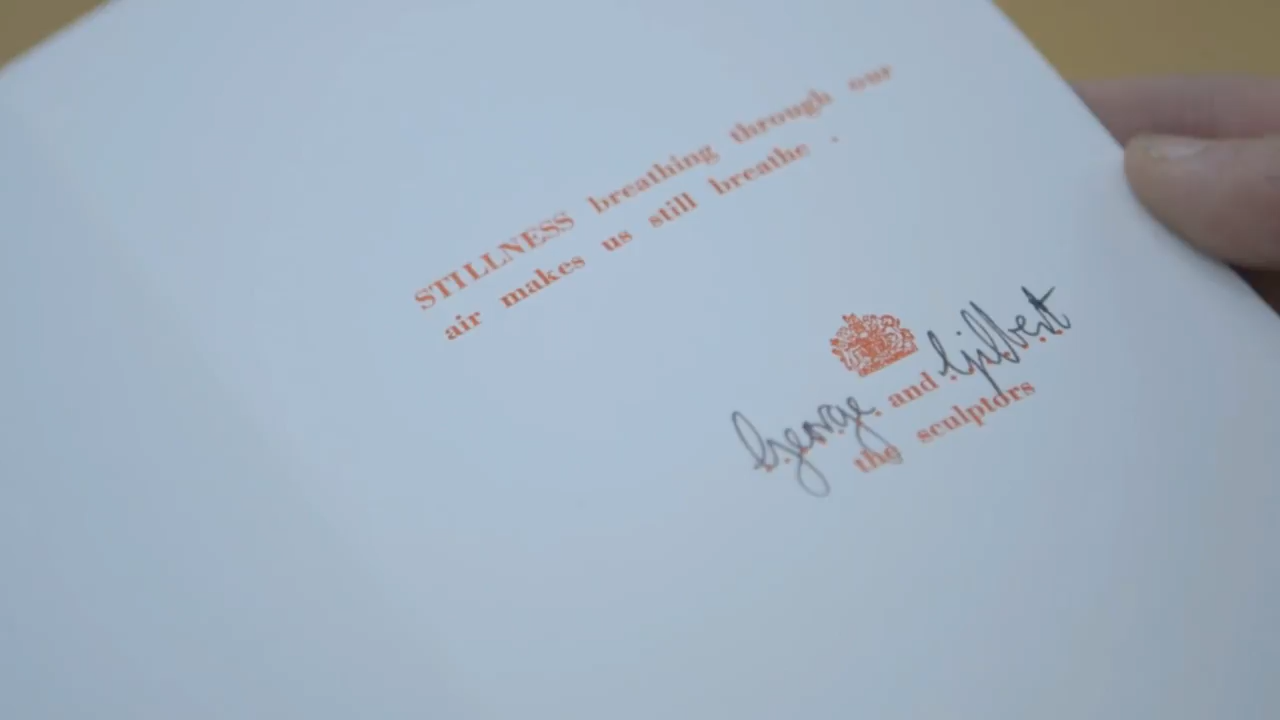 STILLNESS breathing through our
air makes us still breathe .
George and Gilbert
the sculptors